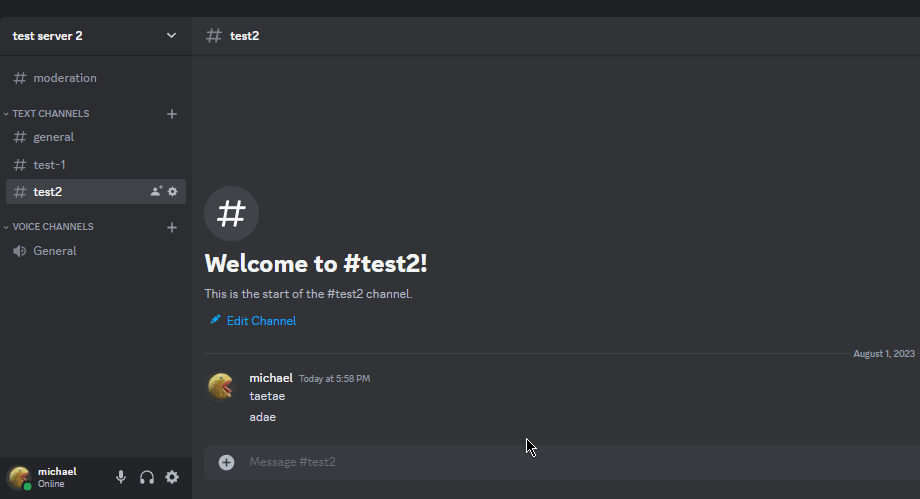 test server 2
# moderation
TEXT CHANNELS
# general
# test-1
# test2
VOICE CHANNELS
General
michael
Online
# test2
#
Welcome to #test2!
This is the start of the #test2 channel.
Edit Channel
August 1, 2023
michael Today at 5:58 PM
taetae
adae
Message #test2